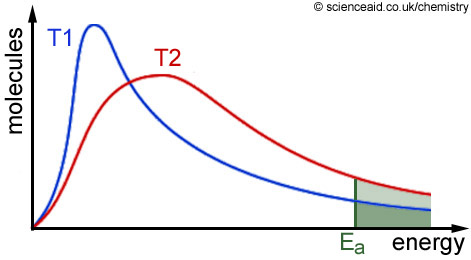 © scienceaid.co.uk/chemistry
molecules
T1
T2
Ea
energy